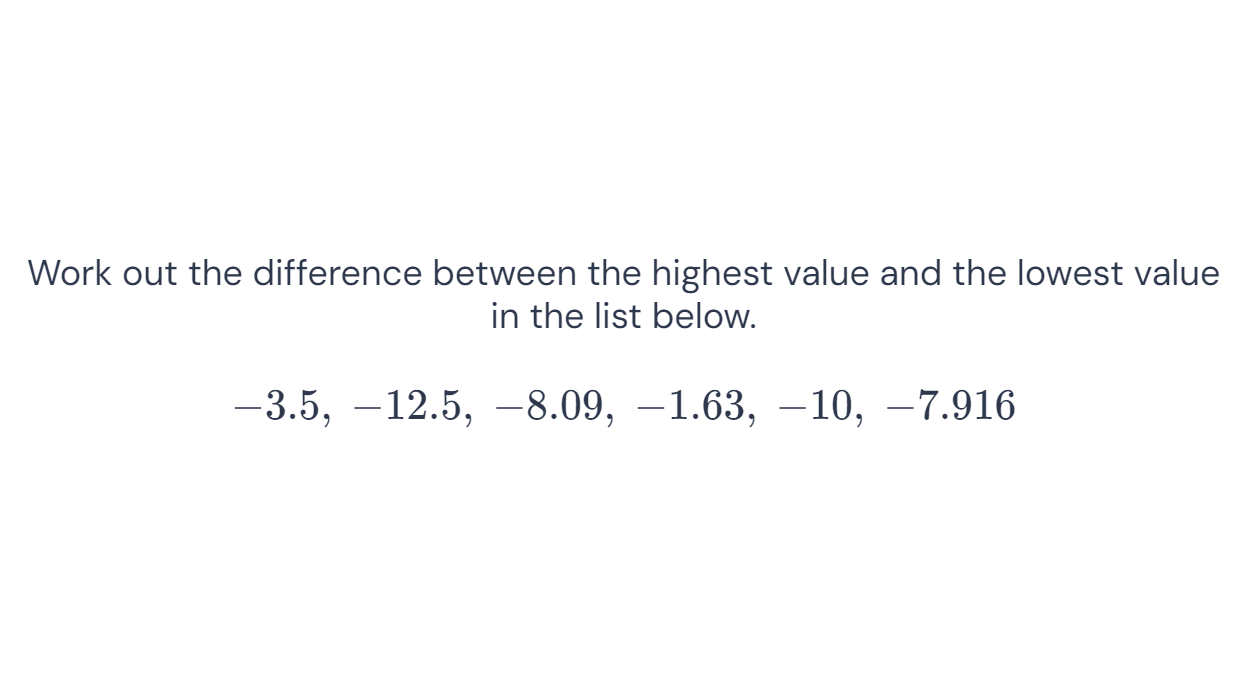 Work out the difference between the highest value and the lowest value
in the list below.
−3.5, −12.5, −8.09, −1.63, −10, −7.916